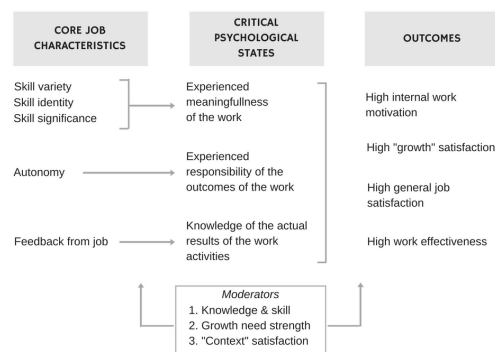 CORE JOB
CHARACTERISTICS
CRITICAL
PSYCHOLOGICAL
STATES
OUTCOMES
Skill variety
Skill identity
Skill significance
Experienced
meaningfullness
of the work
High internal work
motivation
Autonomy
Experienced
responsibility of the
outcomes of the work
High "growth" satisfaction
High general job
satisfaction
Feedback from job
Knowledge of the actual
results of the work
activities
High work effectiveness
Moderators
1. Knowledge & skill
2. Growth need strength
3. "Context" satisfaction